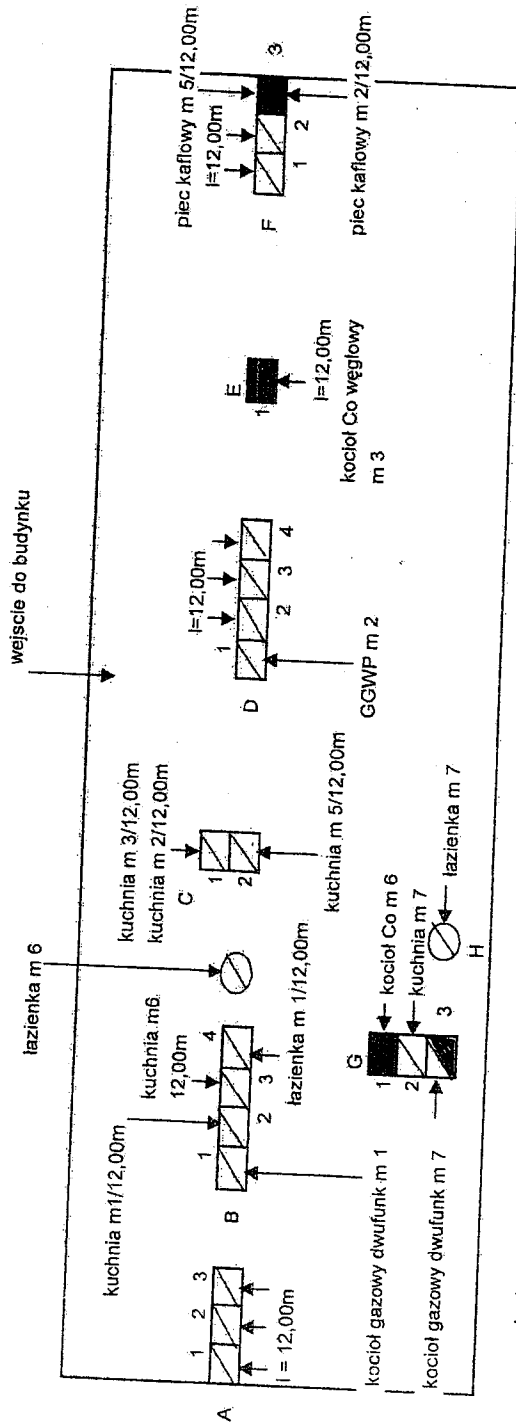 wejscie do budynku
łazienka m 6
kuchnia m1/12,00m
kuchnia m6
12,00m
kuchnia m 3/12,00m
kuchnia m 2/12,00m
l=12,00m
piec kaflowy m 5/12,00m
l=12,00m
A
1
2
3
l = 12,00m
B
1
2
3
4
łazienka m 1/12,00m
kocioł gazowy dwufunk m 1
C
1
2
kuchnia m 5/12,00m
D
1
2
3
4
GGWP m 2
E
1
l=12,00m
kocioł Co węglowy
m 3
F
1
2
3
piec kaflowy m 2/12,00m
G
1
2
3
kocioł Co m 6
kuchnia m 7
kocioł gazowy dwufunk m 7
H
łazienka m 7